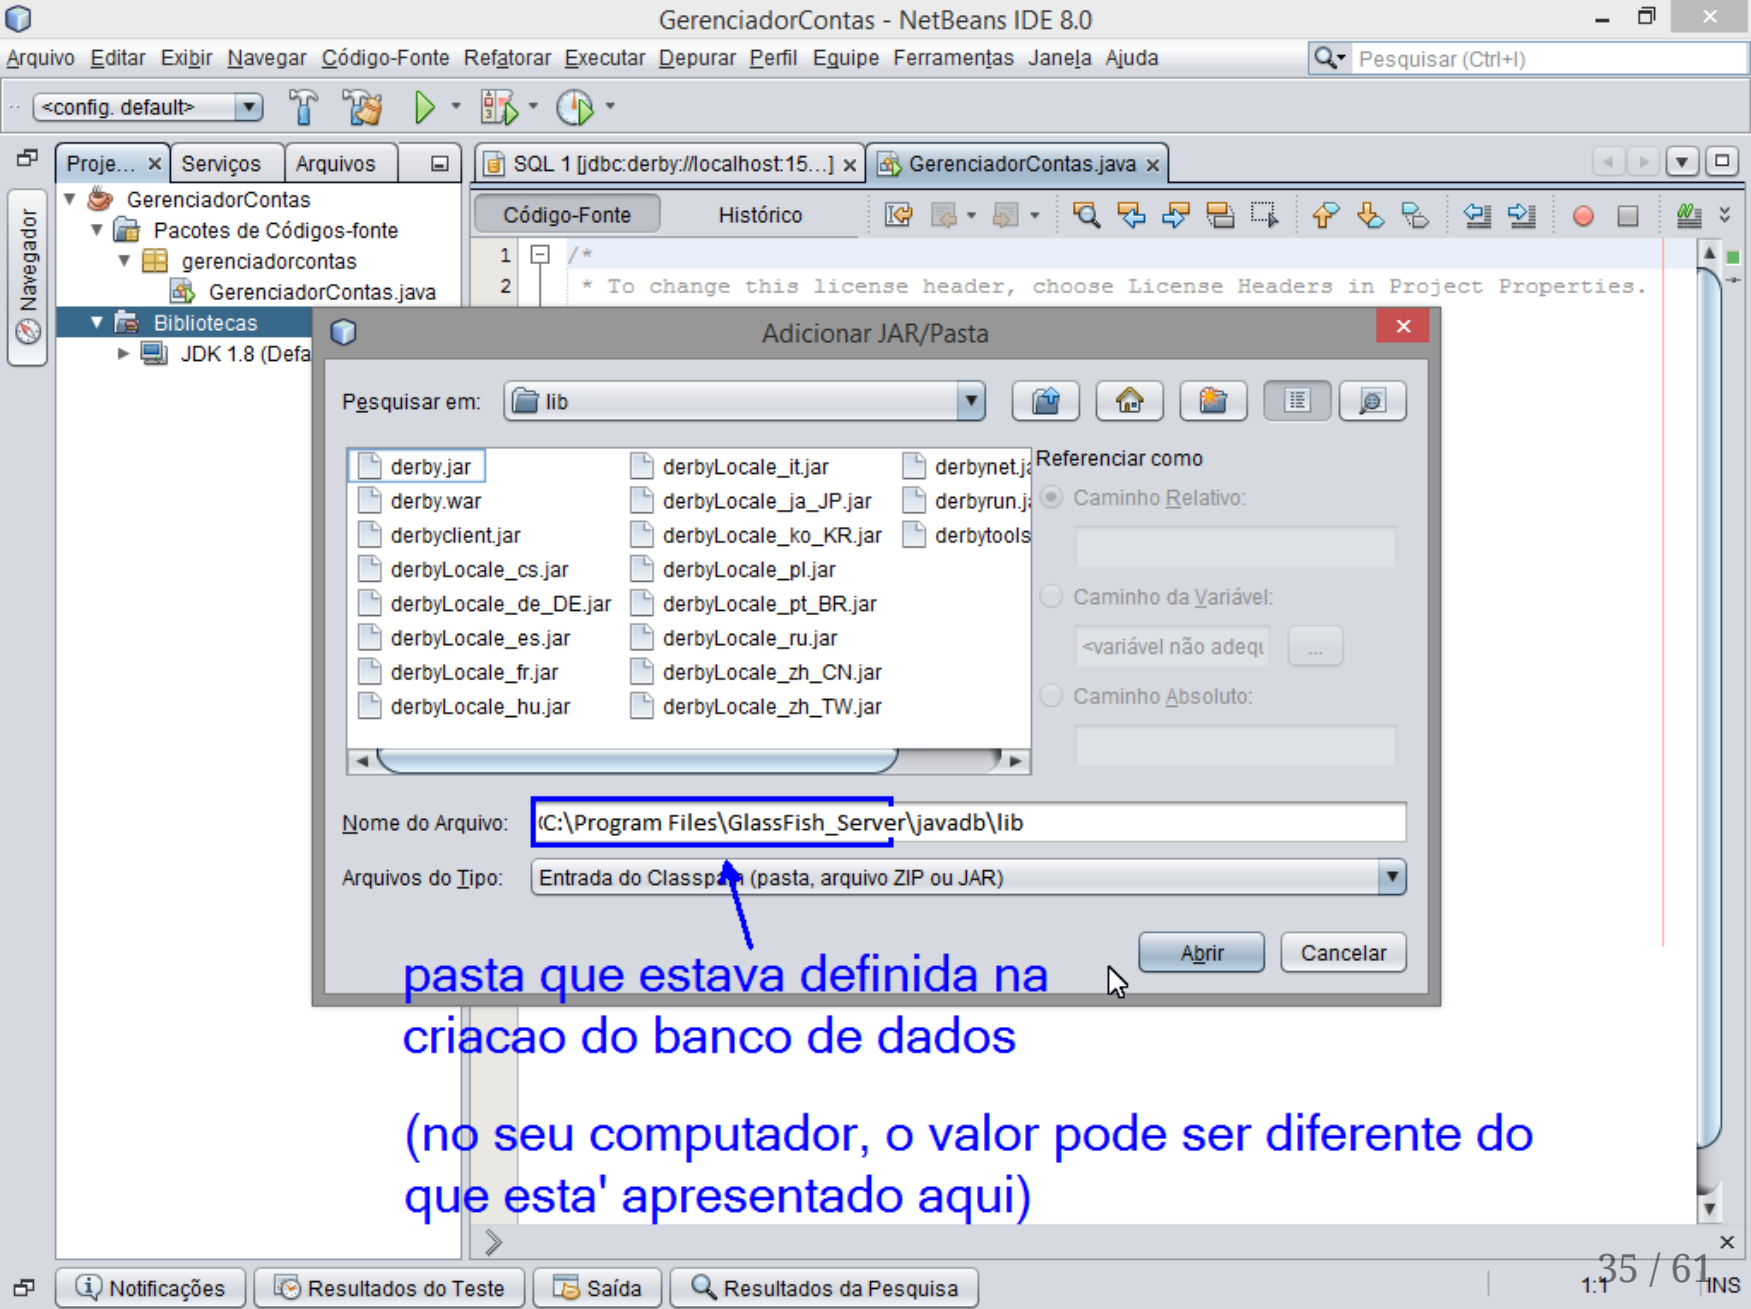 GerenciadorContas - NetBeans IDE 8.0
Arquivo Editar Exibir Navegar Código-Fonte Refatorar Executar Depurar Perfil Equipe Ferramentas Janela Ajuda
Pesquisar (Ctrl+I)
<config. default>
Proje...
Serviços
Arquivos
SQL 1 [jdbc:derby://localhost:15...]
GerenciadorContas.java
Navegador
GerenciadorContas
Pacotes de Códigos-fonte
gerenciadorcontas
GerenciadorContas.java
Bibliotecas
JDK 1.8 (Defa
Código-Fonte
Histórico
1 /*
2 * To change this license header, choose License Headers in Project Properties.
Adicionar JAR/Pasta
Pesquisar em:
lib
derby.jar
derby.war
derbyclient.jar
derbyLocale_cs.jar
derbyLocale_de_DE.jar
derbyLocale_es.jar
derbyLocale_fr.jar
derbyLocale_hu.jar
derbyLocale_it.jar
derbyLocale_ja_JP.jar
derbyLocale_ko_KR.jar
derbyLocale_pl.jar
derbyLocale_pt_BR.jar
derbyLocale_ru.jar
derbyLocale_zh_CN.jar
derbyLocale_zh_TW.jar
derbynet.ja
derbyrun.ja
derbytools
Referenciar como
Caminho Relativo:
Caminho da Variável:
<variável não adequ
...
Caminho Absoluto:
Nome do Arquivo:
C:\Program Files\GlassFish_Server\javadb\lib
Arquivos do Tipo:
Entrada do Classpath (pasta, arquivo ZIP ou JAR)
Abrir
Cancelar
pasta que estava definida na
criacao do banco de dados
(no seu computador, o valor pode ser diferente do
que esta' apresentado aqui)
Notificações
Resultados do Teste
Saída
Resultados da Pesquisa
1:1
35 / 61
INS